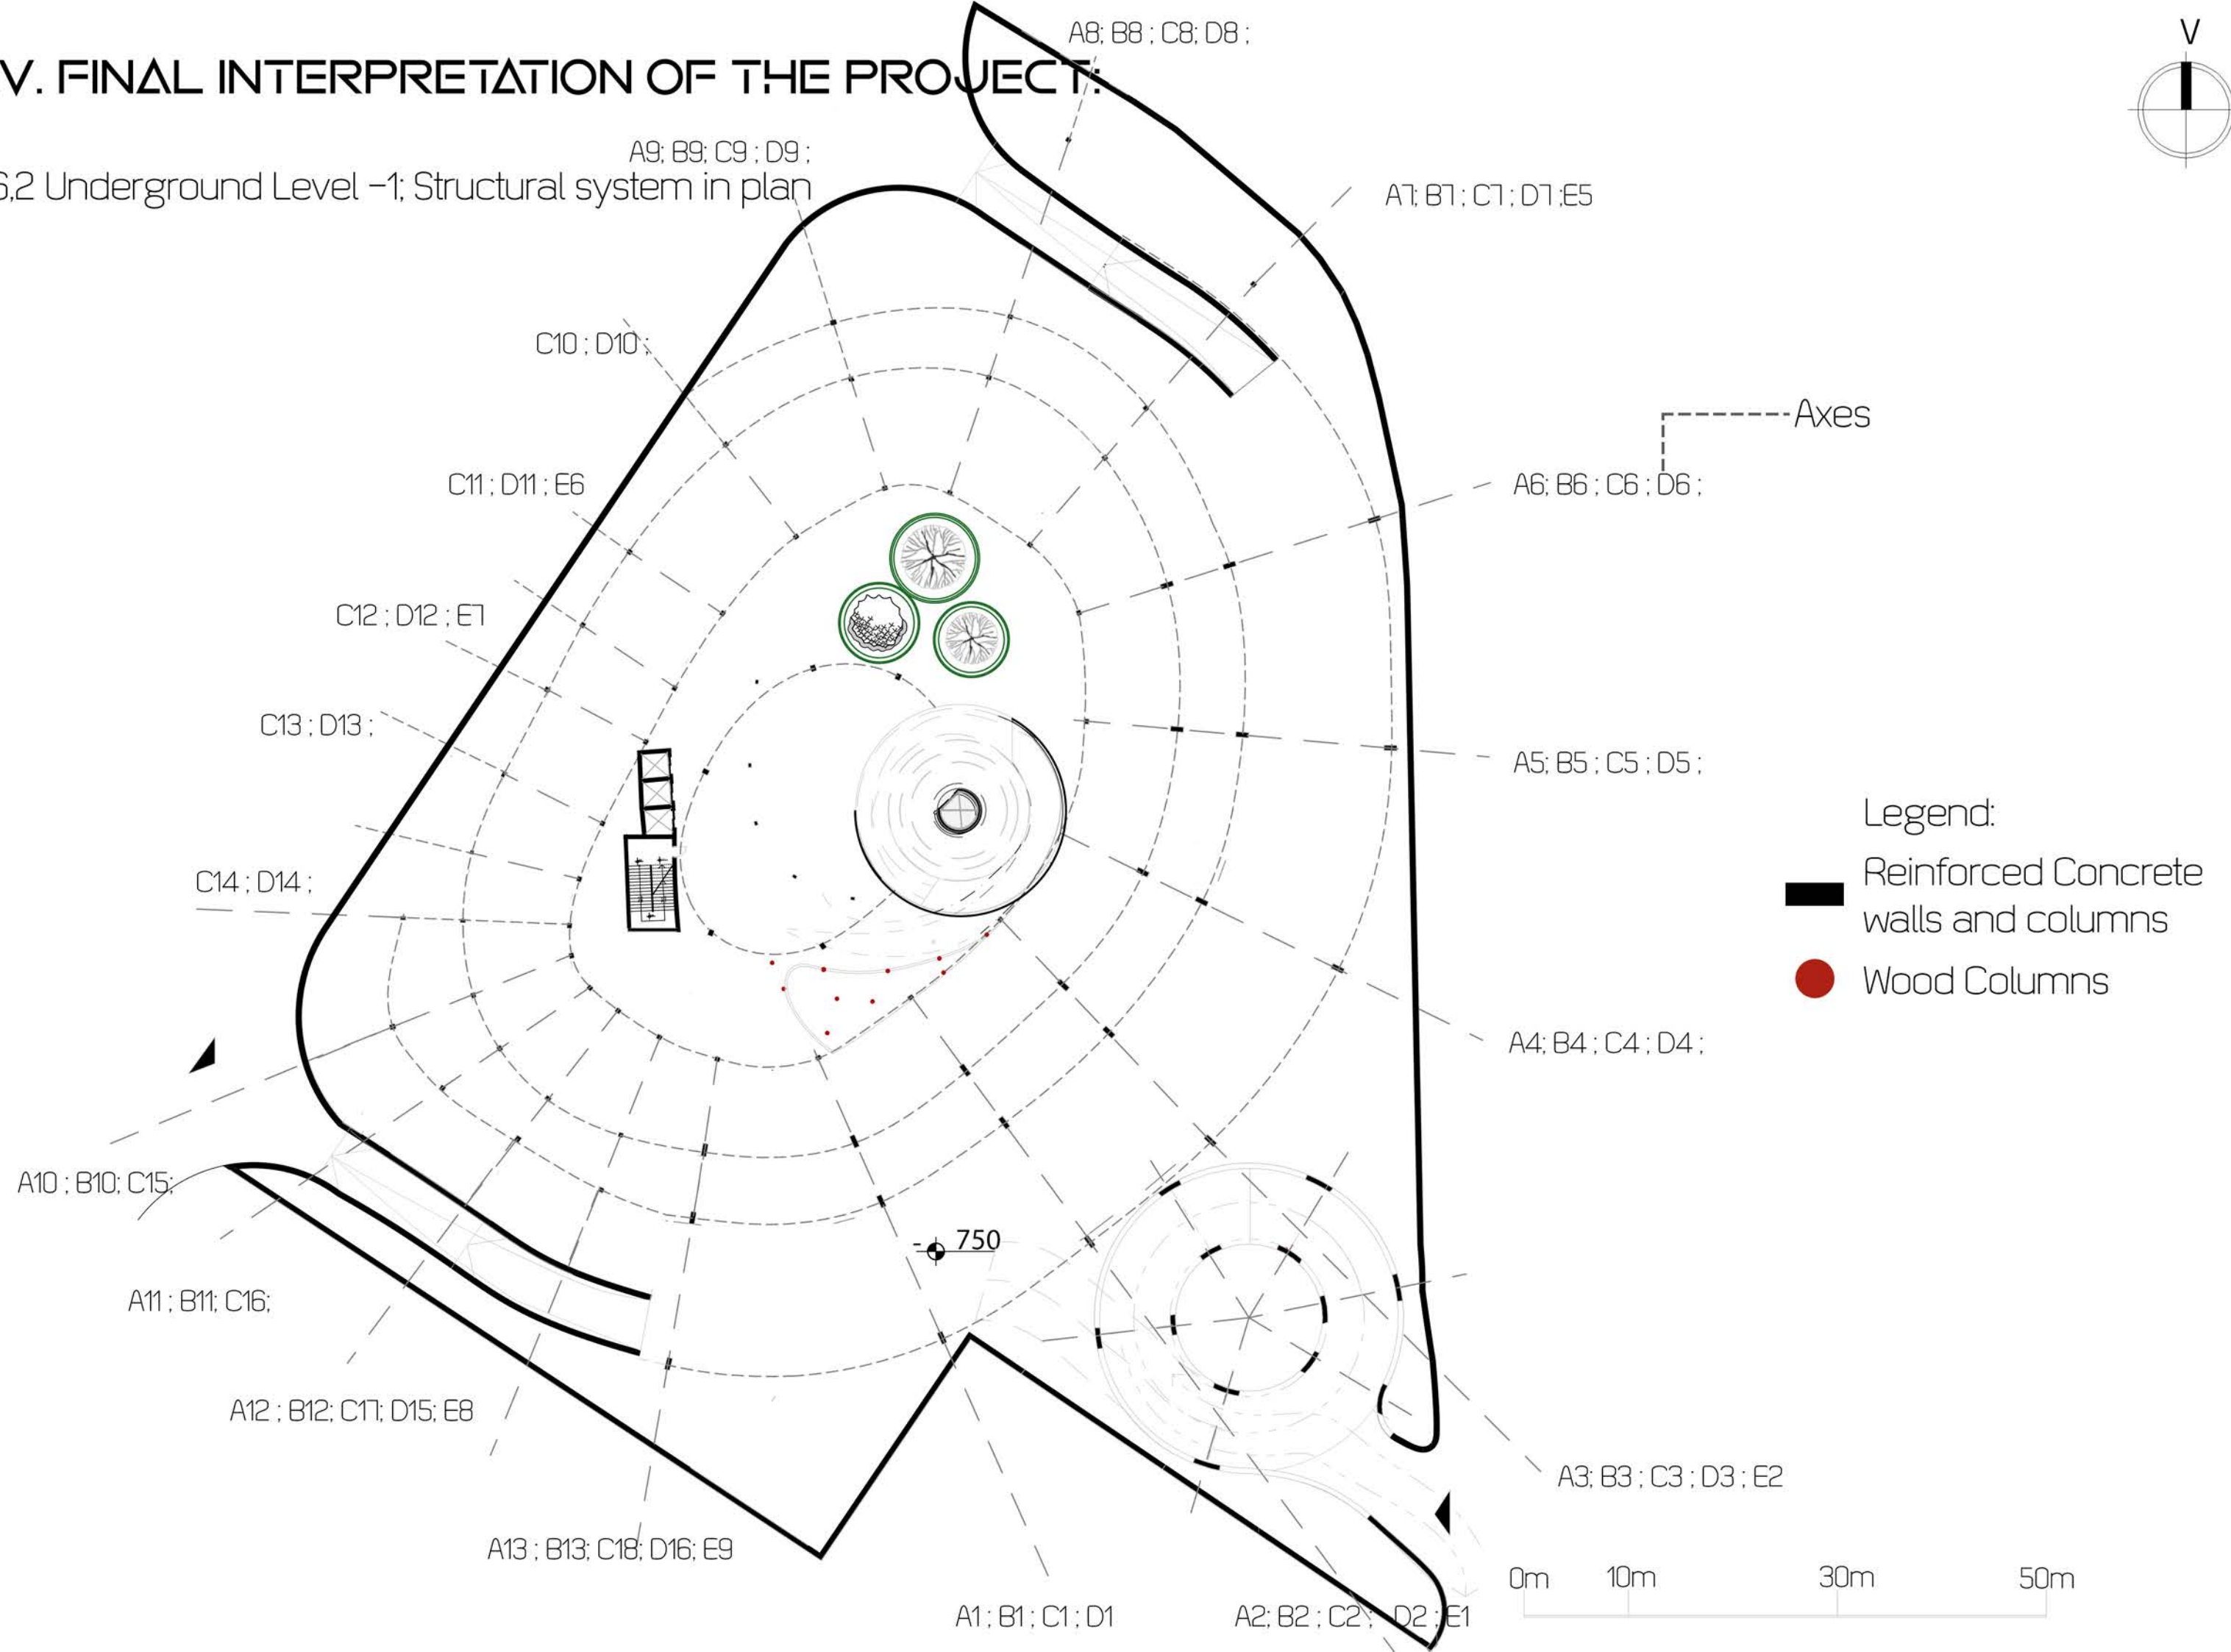 V. FINAL INTERPRETATION OF THE PROJECT:
6,2 Underground Level -1; Structural system in plan
V
A8; B8 ; C8; D8 ;
A9; B9; C9 ; D9 ;
A7; B7 ; C7 ; D7 ;E5
C10 ; D10 ;
Axes
C11 ; D11 ; E6
A6; B6 ; C6 ; D6 ;
C12 ; D12 ; E7
C13 ; D13 ;
A5; B5 ; C5 ; D5 ;
Legend:
Reinforced Concrete
walls and columns
Wood Columns
C14 ; D14 ;
A4; B4 ; C4 ; D4 ;
A10 ; B10; C15;
- 750
A11 ; B11; C16;
A12 ; B12; C17; D15; E8
A3; B3 ; C3 ; D3 ; E2
A13 ; B13; C18; D16; E9
A1 ; B1 ; C1 ; D1
A2; B2 ; C2 ; D2 ; E1
0m 10m 30m 50m